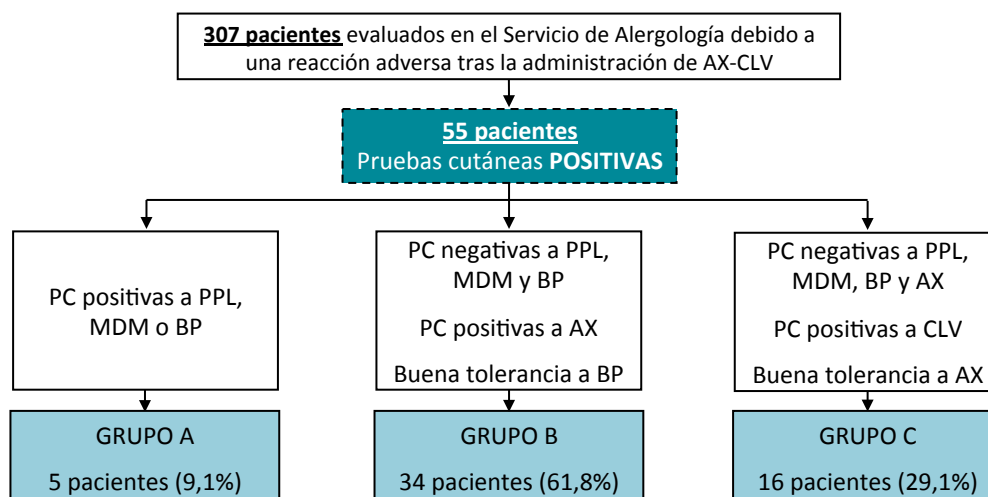 307 pacientes evaluados en el Servicio de Alergología debido a
una reacción adversa tras la administración de AX-CLV
55 pacientes
Pruebas cutáneas POSITIVAS
PC positivas a PPL,
MDM o BP
PC negativas a PPL,
MDM y BP
PC positivas a AX
Buena tolerancia a BP
PC negativas a PPL,
MDM, BP y AX
PC positivas a CLV
Buena tolerancia a AX
GRUPO A
5 pacientes (9,1%)
GRUPO B
34 pacientes (61,8%)
GRUPO C
16 pacientes (29,1%)